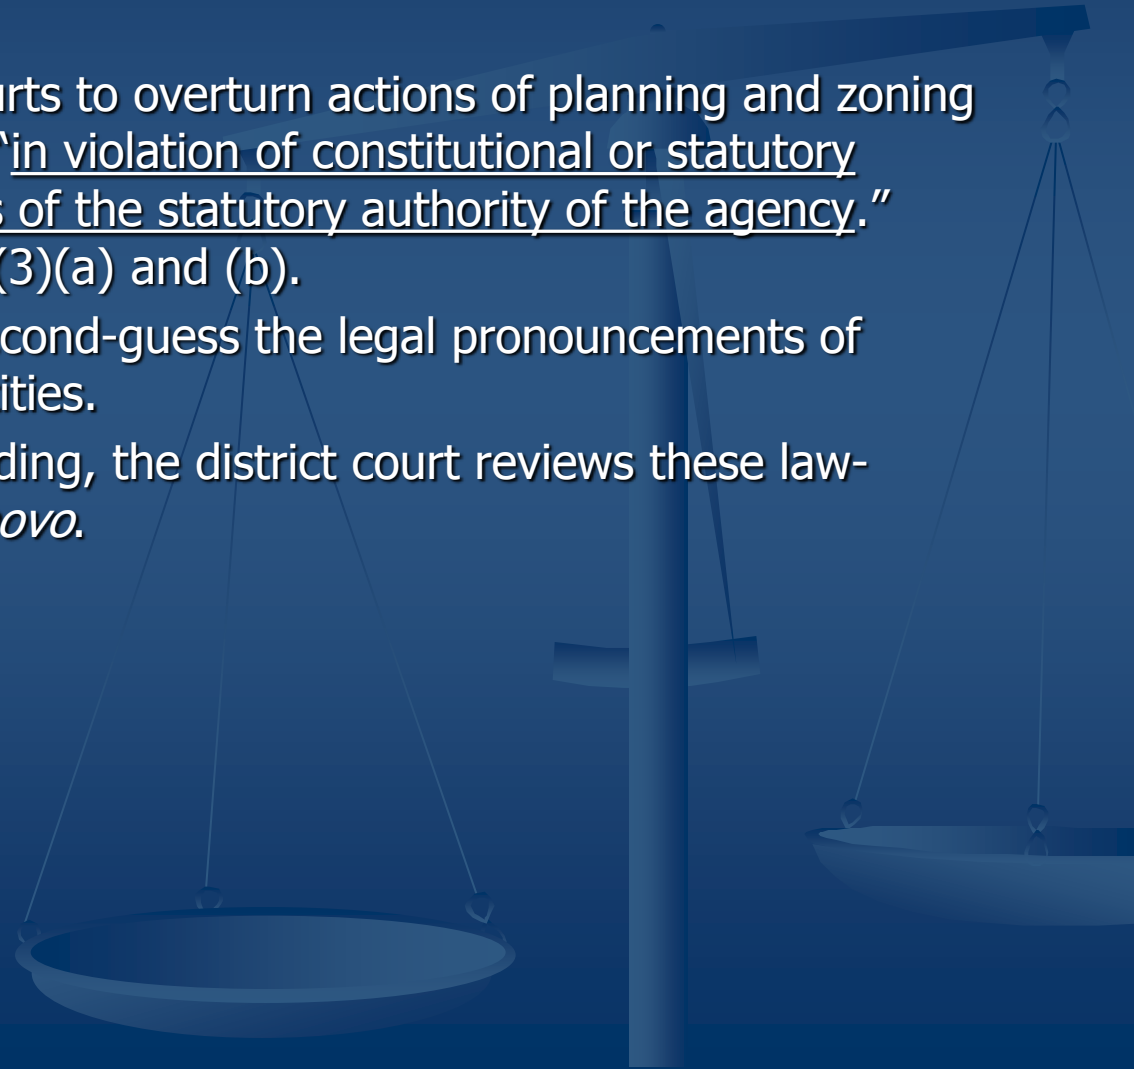 urts to overturn actions of planning and zoning
“in violation of constitutional or statutory
s of the statutory authority of the agency.”
(3)(a) and (b).
cond-guess the legal pronouncements of
ities.
ding, the district court reviews these law-
ovo.